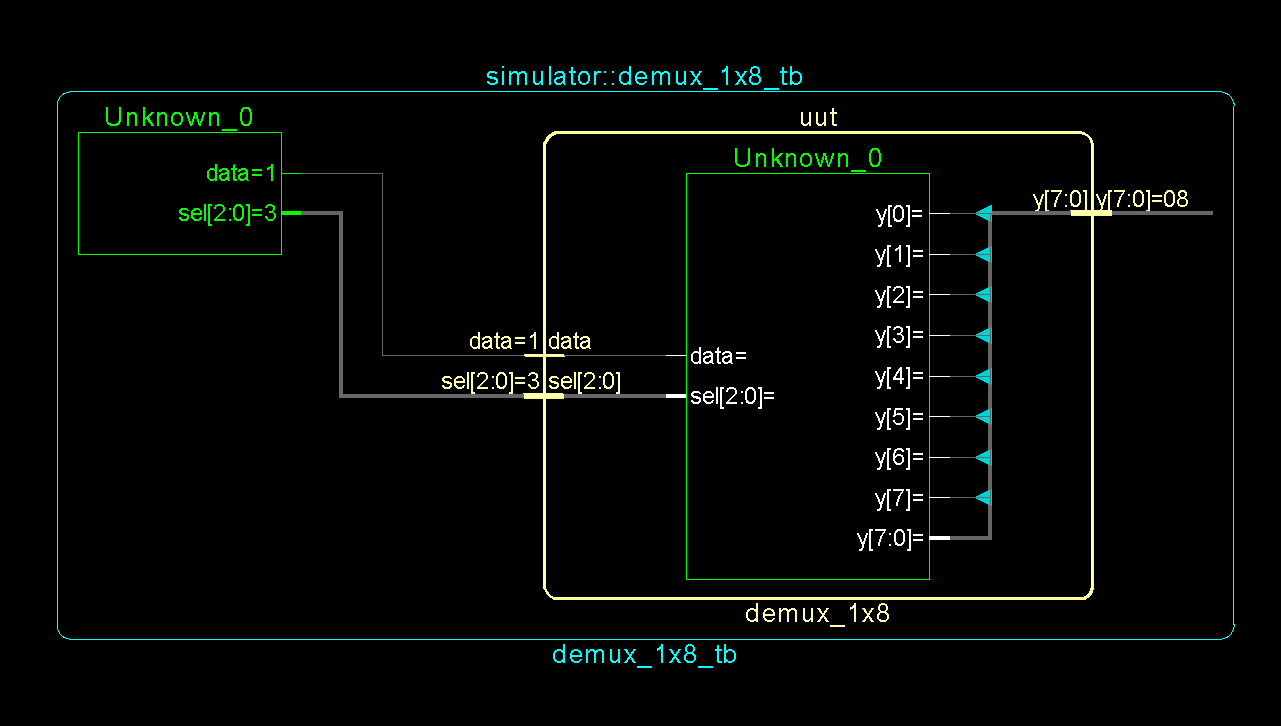 simulator::demux_1x8_tb
Unknown_0
data=1
sel[2:0]=3
uut
Unknown_0
y[0]=
y[1]=
y[2]=
y[3]=
y[4]=
y[5]=
y[6]=
y[7]=
y[7:0]=
y[7:0] y[7:0]=08
data=1 data
sel[2:0]=3 sel[2:0]
data=
sel[2:0]=
demux_1x8
demux_1x8_tb